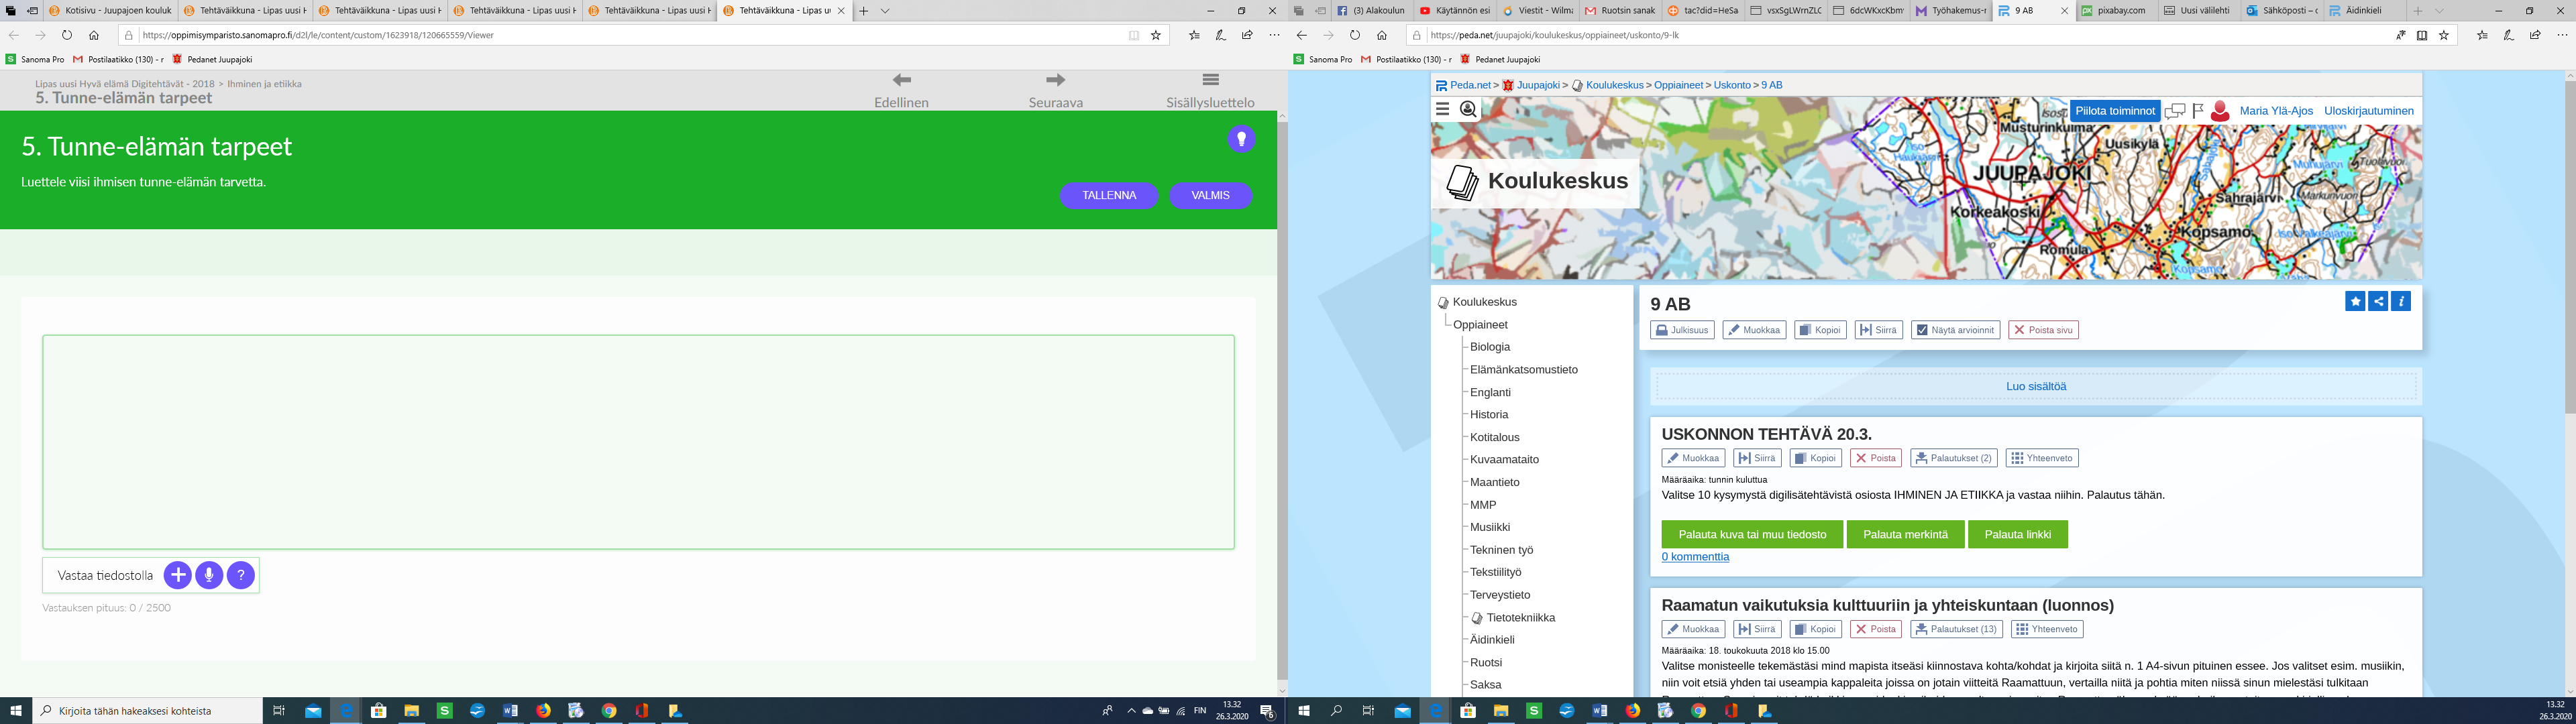 Kotisivu - Juupajoen kouluk
Tehtäväikkuna - Lipas uusi H
Tehtäväikkuna - Lipas uusi H
Tehtäväikkuna - Lipas uusi H
Tehtäväikkuna - Lipas uusi H
Tehtäväikkuna - Lipas uu
https://oppimisymparisto.sanomapro.fi/d2l/le/content/custom/1623918/120665559/Viewer
Sanoma Pro
Postilaatikko (130) - r
Pedanet Juupajoki
Lipas uusi Hyvä elämä Digitehtävät - 2018 > Ihminen ja etiikka
5. Tunne-elämän tarpeet
Edellinen
Seuraava
Sisällysluettelo
5. Tunne-elämän tarpeet
Luettele viisi ihmisen tunne-elämän tarvetta.
TALLENNA
VALMIS
Vastaa tiedostolla
?
Vastauksen pituus: 0 / 2500
Kirjoita tähän hakeaksesi kohteista
FIN
13.32
26.3.2020
(3) Alakoulun
Käytännön esi
Viestit - Wilma
Ruotsin sanak
tac?did=HeSa
vsxSgLWrnZLC
6dcWKxcKbm
Työhakemus-r
9 AB
pixabay.com
Uusi välilehti
Sähköposti – c
Äidinkieli
https://peda.net/juupajoki/koulukeskus/oppiaineet/uskonto/9-lk
Sanoma Pro
Postilaatikko (130) - r
Pedanet Juupajoki
Peda.net > Juupajoki > Koulukeskus > Oppiaineet > Uskonto > 9 AB
Piilota toiminnot
Maria Ylä-Ajos
Uloskirjautuminen
Koulukeskus
Musturinkulma
Uusikylä
JUUPAJOKI
Sahrajärvi
Korkeakoski
Kopsamo
Romula
Koulukeskus
Oppiaineet
Biologia
Elämänkatsomustieto
Englanti
Historia
Kotitalous
Kuvaamataito
Maantieto
MMP
Musiikki
Tekninen työ
Tekstiilityö
Terveystieto
Tietotekniikka
Äidinkieli
Ruotsi
Saksa
9 AB
Julkisuus
Muokkaa
Kopioi
Siirrä
Näytä arvioinnit
Poista sivu
Luo sisältöä
USKONNON TEHTÄVÄ 20.3.
Muokkaa
Siirrä
Kopioi
Poista
Palautukset (2)
Yhteenveto
Määräaika: tunnin kuluttua
Valitse 10 kysymystä digilisätehtävistä osiosta IHMINEN JA ETIIKKA ja vastaa niihin. Palautus tähän.
Palauta kuva tai muu tiedosto
Palauta merkintä
Palauta linkki
0 kommenttia
Raamatun vaikutuksia kulttuuriin ja yhteiskuntaan (luonnos)
Muokkaa
Siirrä
Kopioi
Poista
Palautukset (13)
Yhteenveto
Määräaika: 18. toukokuuta 2018 klo 15.00
Valitse monisteelle tekemästäsi mind mapista itseäsi kiinnostava kohta/kohdat ja kirjoita siitä n. 1 A4-sivun pituinen essee. Jos valitset esim. musiikin,
niin voit etsiä yhden tai useampia kappaleita joissa on jotain viitteitä Raamattuun, vertailla niitä ja pohtia miten niissä sinun mielestäsi tulkitaan
13.32
26.3.2020